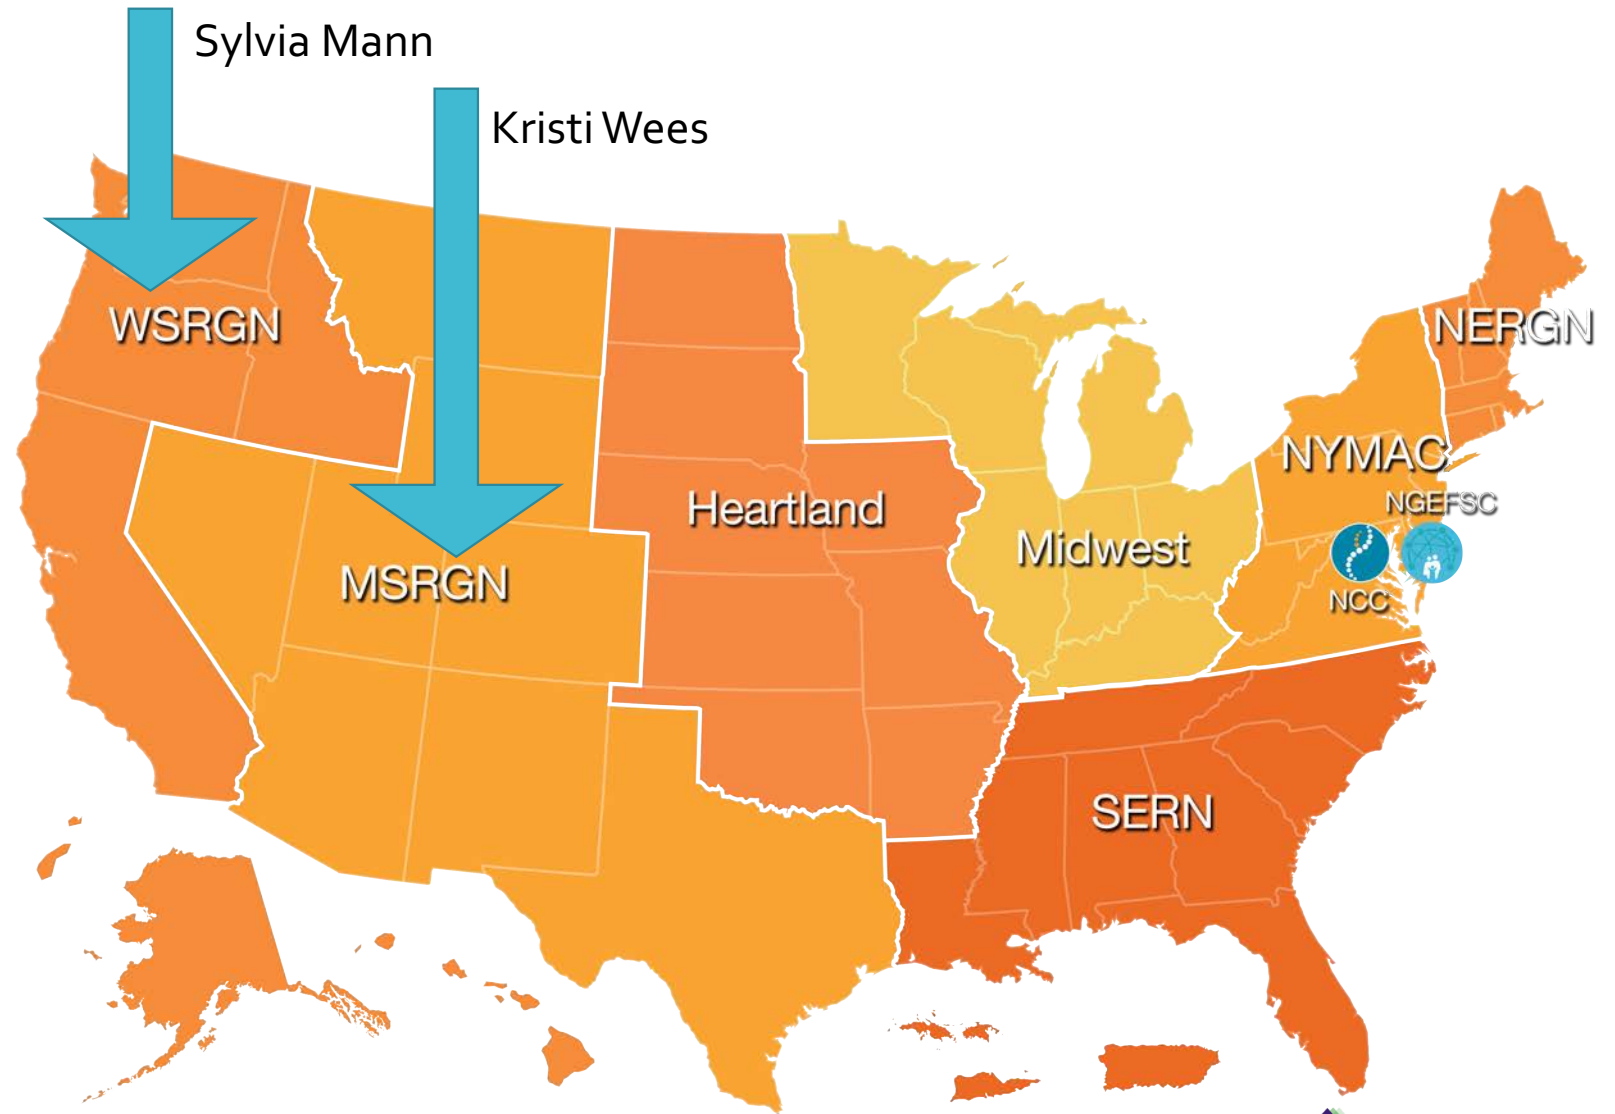 Sylvia Mann
Kristi Wees
WSRGN
NERGN
NYMAC
NGEFSC
Heartland
Midwest
MSRGN
NCC
SERN